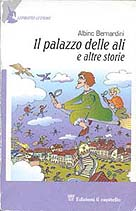 Albino Bernardini
Il palazzo delle ali
e altre storie
Edizioni il capitello